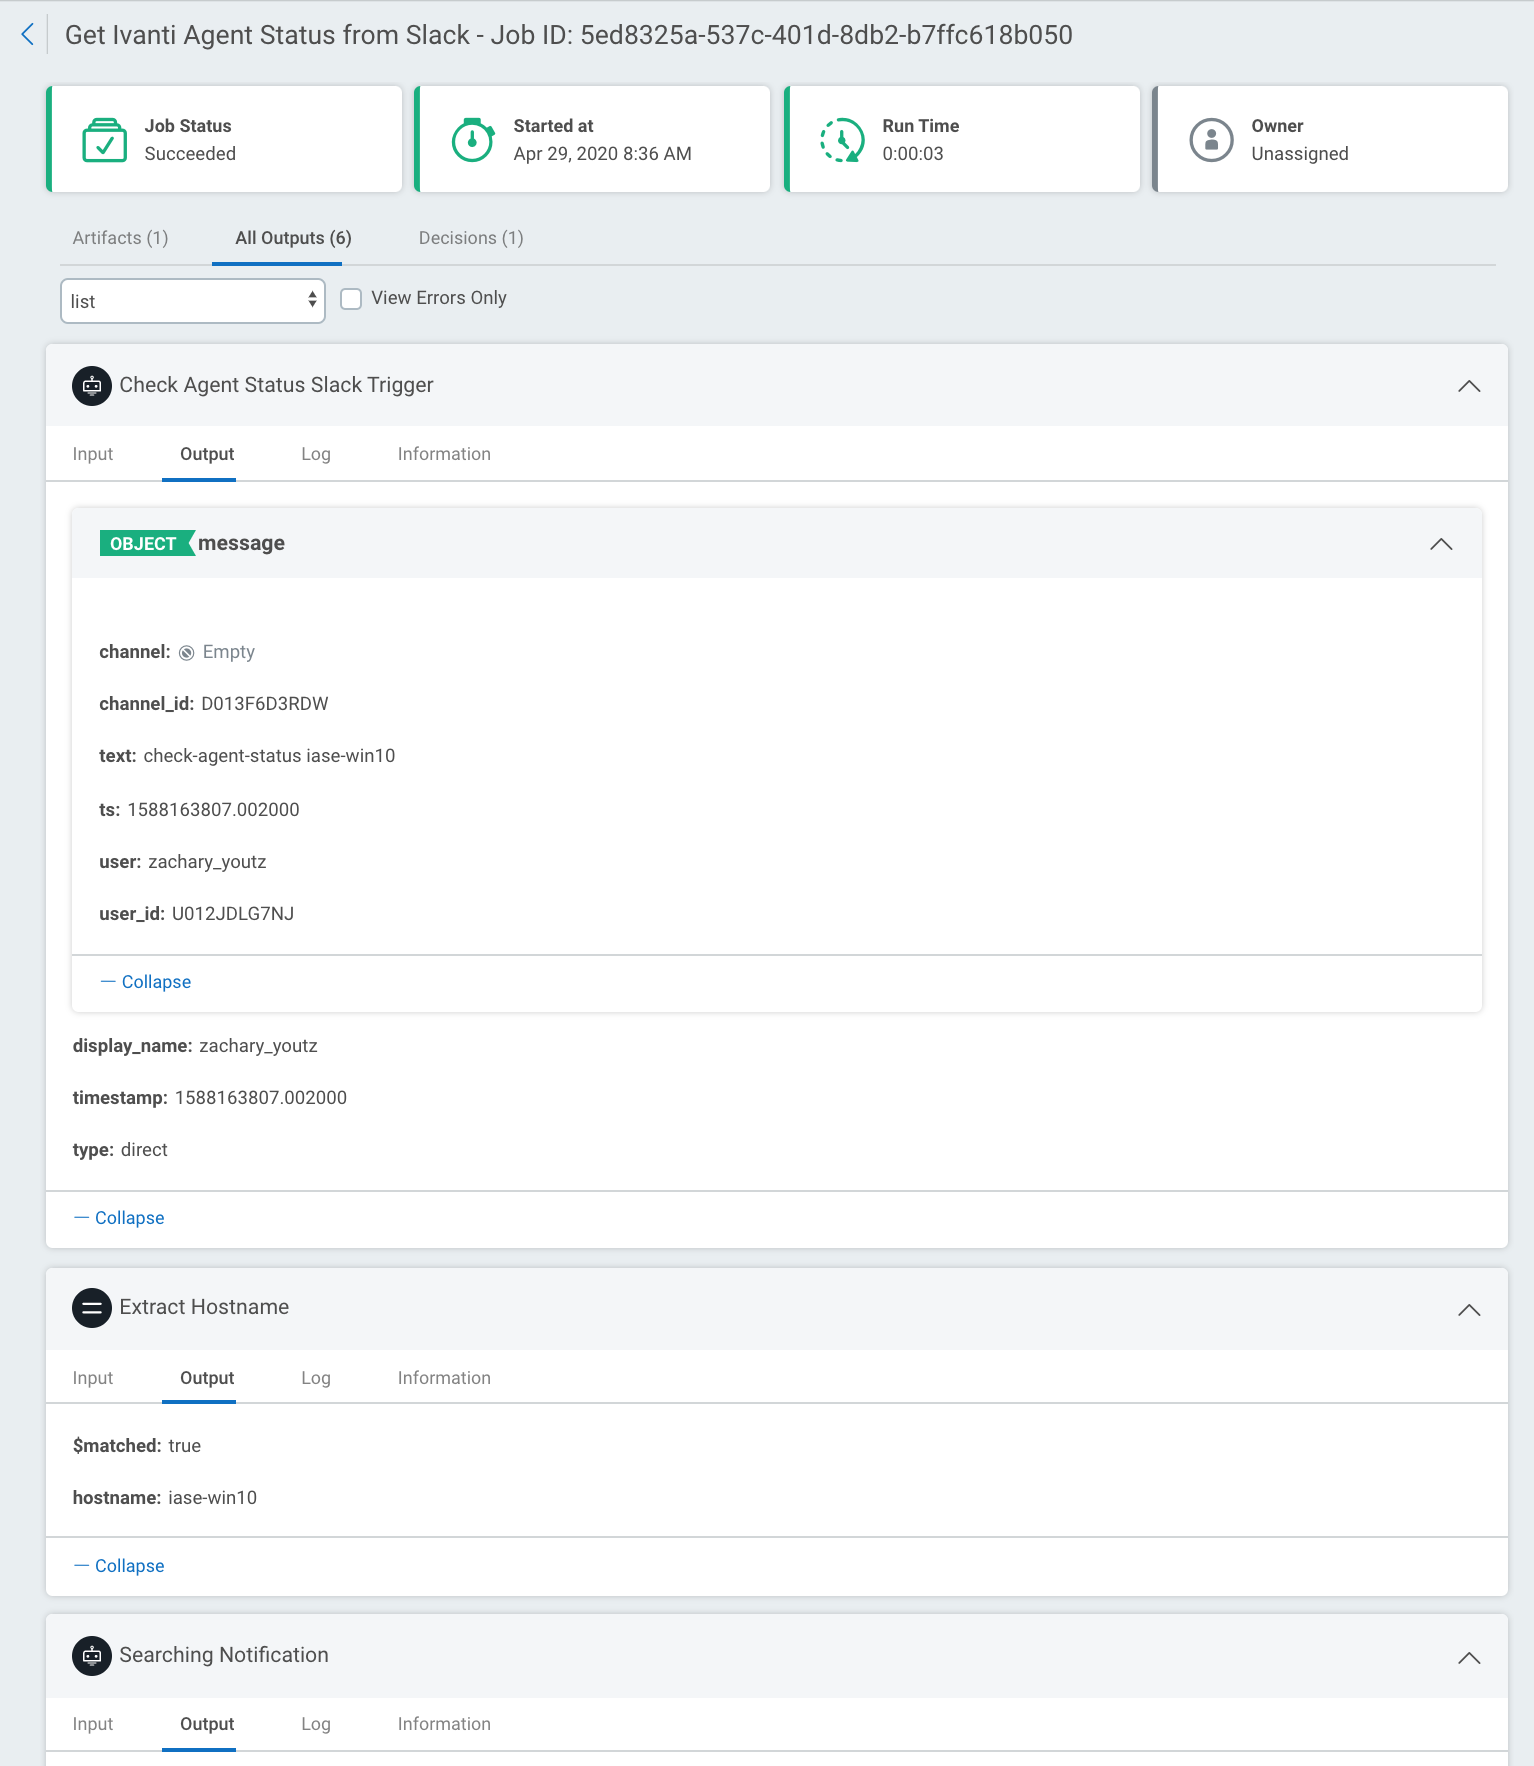 Get Ivanti Agent Status from Slack - Job ID: 5ed8325a-537c-401d-8db2-b7ffc618b050
Job Status
Succeeded
Started at
Apr 29, 2020 8:36 AM
Run Time
0:00:03
Owner
Unassigned
Artifacts (1) All Outputs (6) Decisions (1)
list View Errors Only
Check Agent Status Slack Trigger
Input Output Log Information
OBJECT message
channel: Empty
channel_id: D013F6D3RDW
text: check-agent-status iase-win10
ts: 1588163807.002000
user: zachary_youtz
user_id: U012JDLG7NJ
Collapse
display_name: zachary_youtz
timestamp: 1588163807.002000
type: direct
Collapse
Extract Hostname
Input Output Log Information
$matched: true
hostname: iase-win10
Collapse
Searching Notification
Input Output Log Information